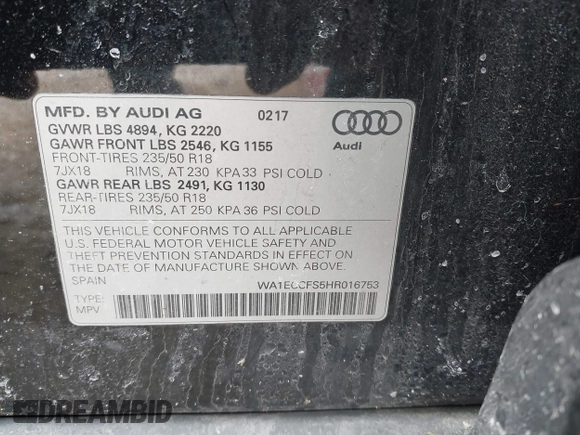 MFD. BY AUDI AG 0217
GVWR LBS 4894, KG 2220
GAWR FRONT LBS 2546, KG 1155
FRONT-TIRES 235/50 R18
7JX18 RIMS, AT 230 KPA 33 PSI COLD
GAWR REAR LBS 2491, KG 1130
REAR-TIRES 235/50 R18
7JX18 RIMS, AT 250 KPA 36 PSI COLD
Audi
THIS VEHICLE CONFORMS TO ALL APPLICABLE
U.S. FEDERAL MOTOR VEHICLE SAFETY AND
THEFT PREVENTION STANDARDS IN EFFECT ON
THE DATE OF MANUFACTURE SHOWN ABOVE.
SPAIN WA1ECCFS5HR016753
TYPE:
MPV
DREAMBID